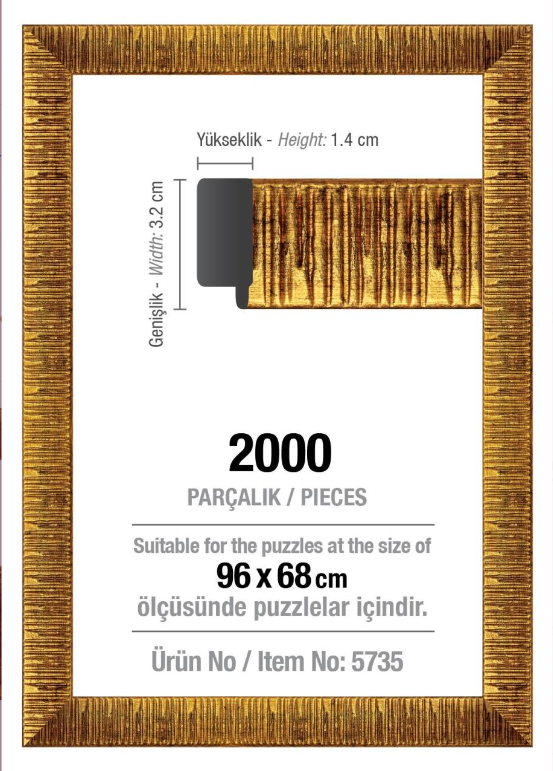 Yükseklik - Height: 1.4 cm
Genişlik - Width: 3.2 cm
2000
PARÇALIK / PIECES
Suitable for the puzzles at the size of
96 x 68 cm
ölçüsünde puzzlelar içindir.
Ürün No / Item No: 5735